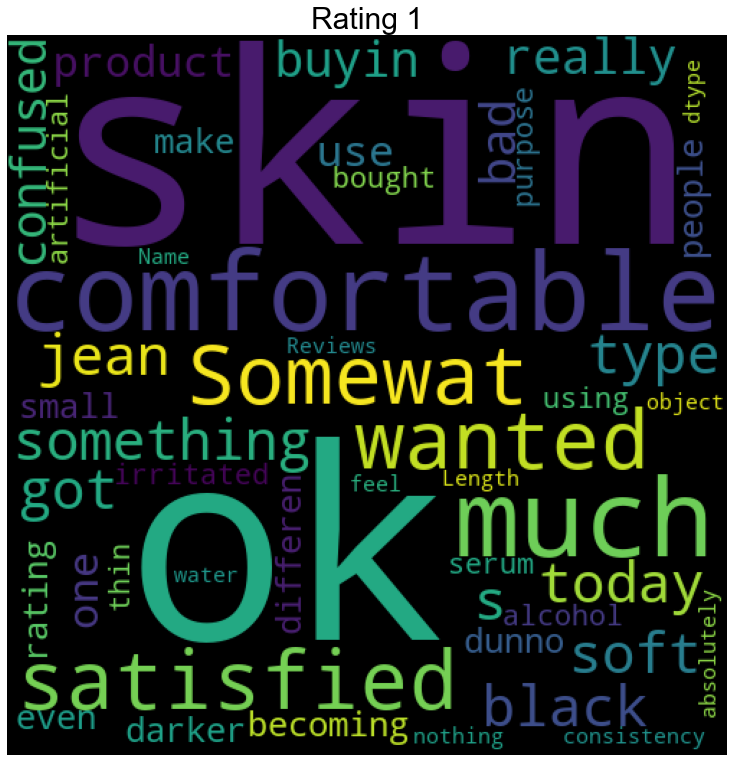 Rating 1
confused
product
buyin
really
dtype
skin
artificial
make
use
bought
bad
purpose
people
Name
comfortable
jean
Somewat
Reviews
type
small
using
object
something
wanted
got
irritated
feel
Length
much
ok
differen
rating
one
thin
water
serum
today
s
alcohol
absolutely
satisfied
dunno
soft
black
even
darker
becoming
nothing
consistency